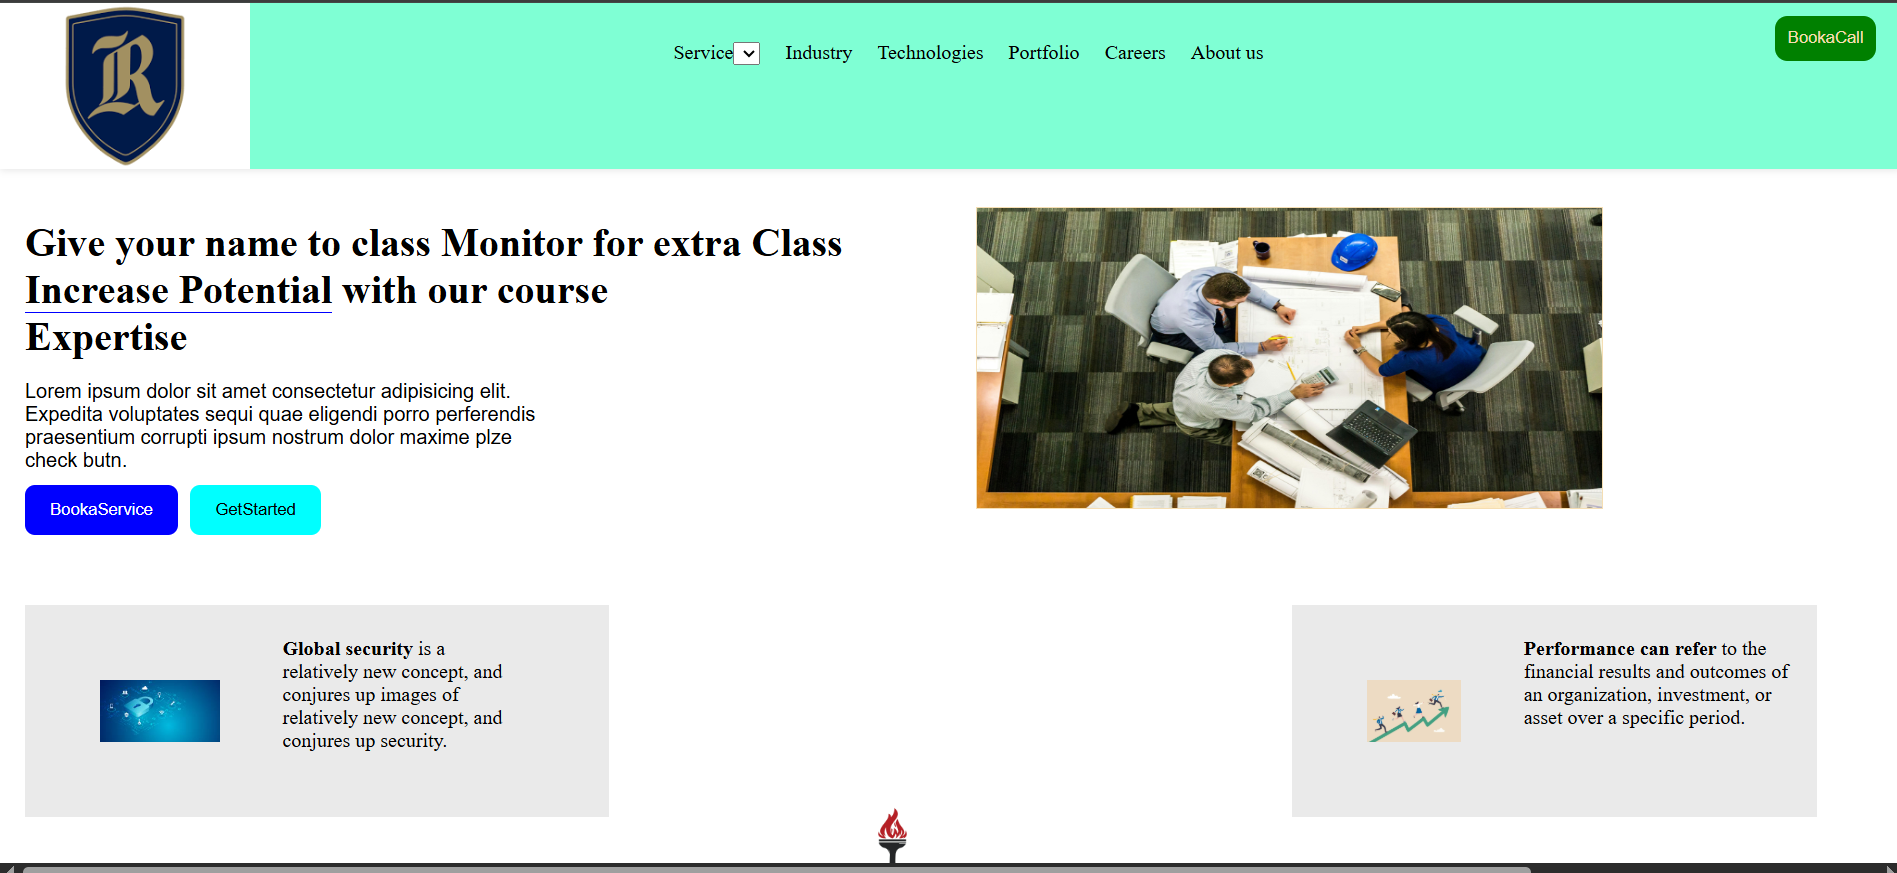 R
Service Industry Technologies Portfolio Careers About us
BookaCall
Give your name to class Monitor for extra Class
Increase Potential with our course
Expertise
Lorem ipsum dolor sit amet consectetur adipisicing elit.
Expedita voluptates sequi quae eligendi porro perferendis
praesentium corrupti ipsum nostrum dolor maxime plze
check butn.
BookaService GetStarted
Global security is a
relatively new concept, and
conjures up images of
relatively new concept, and
conjures up security.
Performance can refer to the
financial results and outcomes of
an organization, investment, or
asset over a specific period.